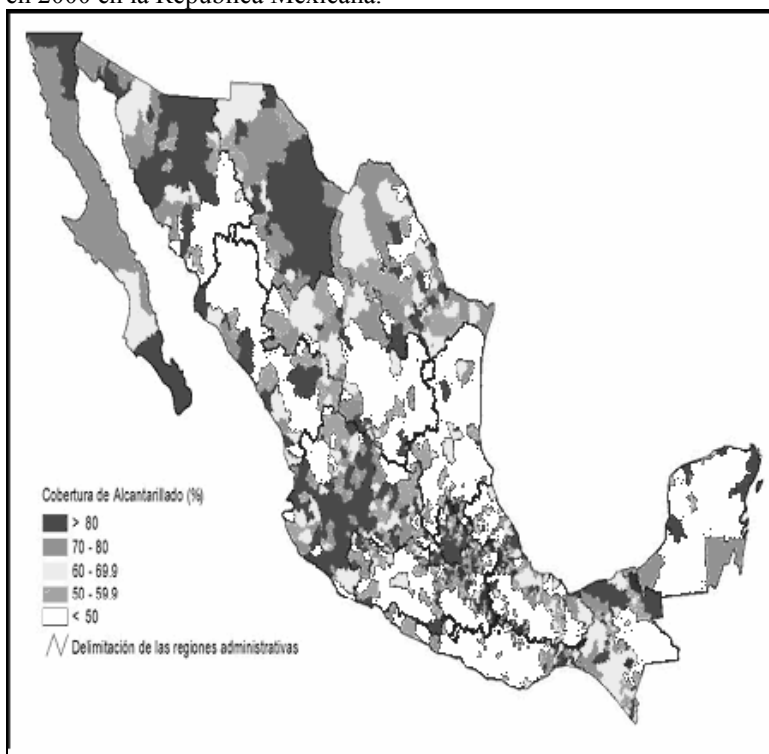 en 2000 en la República Mexicana.
Cobertura de Alcantarillado (%)
> 80
70 - 80
60 - 69.9
50 - 59.9
< 50
Delimitación de las regiones administrativas